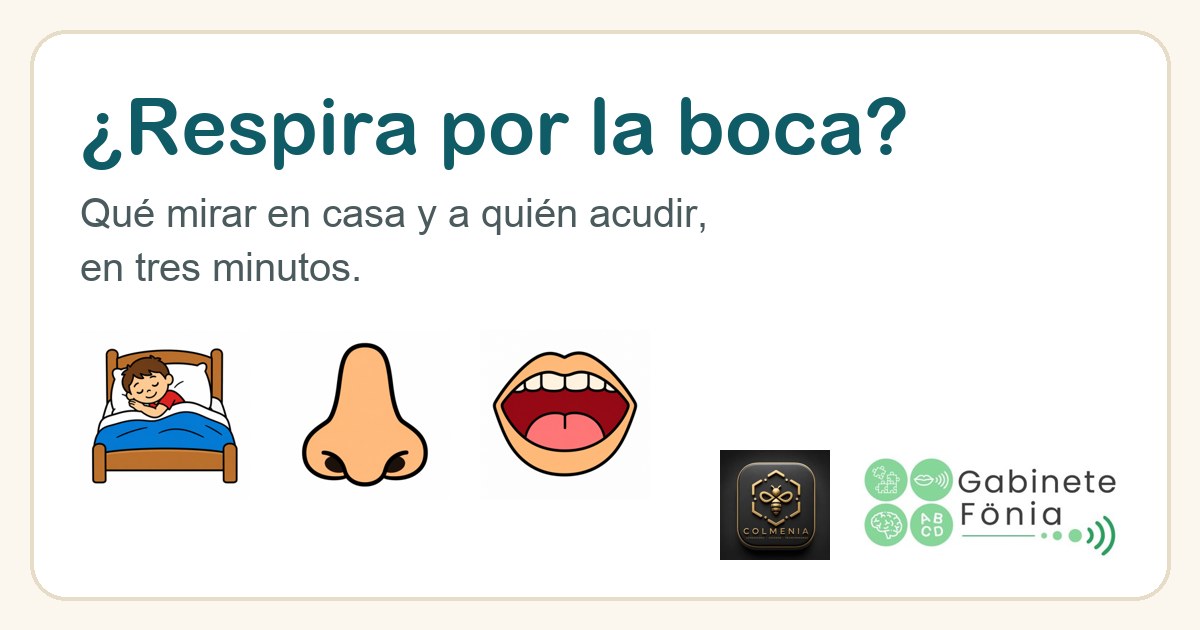 ¿Respira por la boca?
Qué mirar en casa y a quién acudir,
en tres minutos.
COLMENIA
Gabinete
Fönia
A B
C D